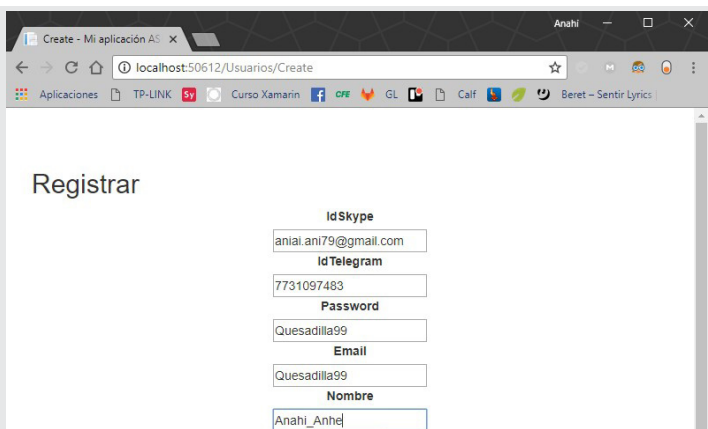 Anahi
Create - Mi aplicación AS
localhost:50612/Usuarios/Create
Aplicaciones TP-LINK Sy Curso Xamarin CFE GL Calf Beret – Sentir Lyrics
Registrar
IdSkype
aniai.ani79@gmail.com
IdTelegram
7731097483
Password
Quesadilla99
Email
Quesadilla99
Nombre
Anahi_Anhe